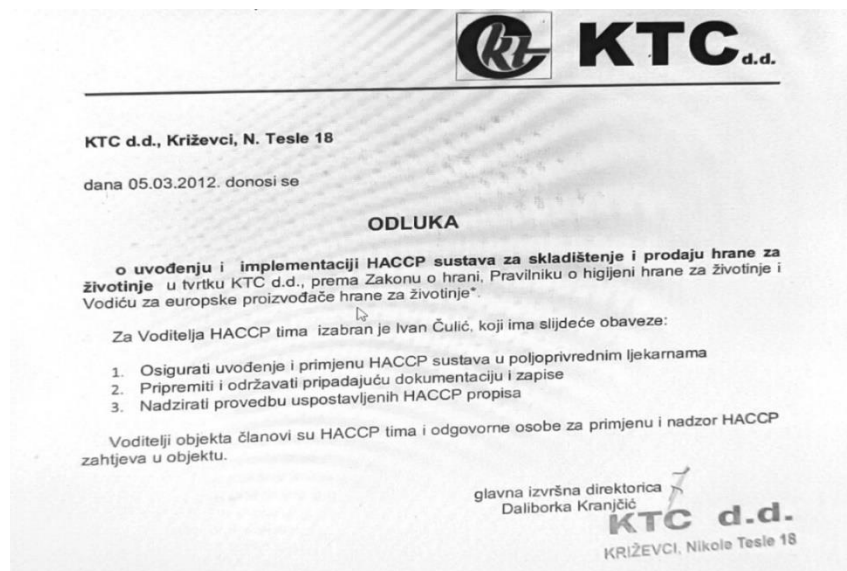 kt KTC d.d.
KTC d.d., Križevci, N. Tesle 18
dana 05.03.2012. donosi se
ODLUKA
o uvođenju i implementaciji HACCP sustava za skladištenje i prodaju hrane za
životinje u tvrtku KTC d.d., prema Zakonu o hrani, Pravilniku o higijeni hrane za životinje i
Vodiću za europske proizvođače hrane za životinje*.
Za Voditelja HACCP tima izabran je Ivan Čulić, koji ima slijdeće obaveze:
1. Osigurati uvođenje i primjenu HACCP sustava u poljoprivrednim ljekarnama
2. Pripremiti i održavati pripadajuću dokumentaciju i zapise
3. Nadzirati provedbu uspostavljenih HACCP propisa
Voditelji objekta članovi su HACCP tima i odgovorne osobe za primjenu i nadzor HACCP
zahtjeva u objektu.
glavna izvršna direktorica
Daliborka Kranjčić
KTC d.d.
KRIŽEVCI, Nikole Tesle 18